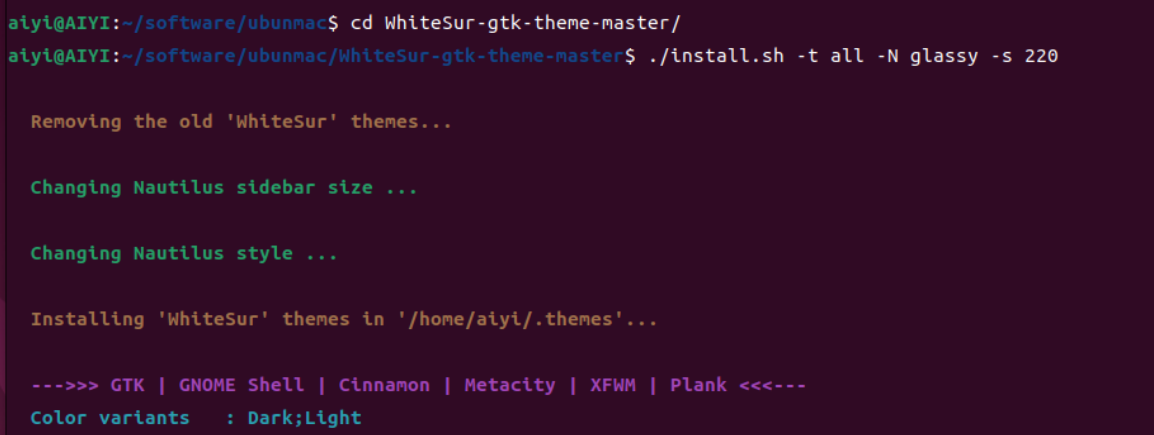 aiyi@AIYI:~/software/ubunmac$ cd WhiteSur-gtk-theme-master/
aiyi@AIYI:~/software/ubunmac/WhiteSur-gtk-theme-master$ ./install.sh -t all -N glassy -s 220
Removing the old 'WhiteSur' themes...
Changing Nautilus sidebar size ...
Changing Nautilus style ...
Installing 'WhiteSur' themes in '/home/aiyi/.themes'...
--->>> GTK | GNOME Shell | Cinnamon | Metacity | XFWM | Plank <<<---
Color variants   : Dark;Light